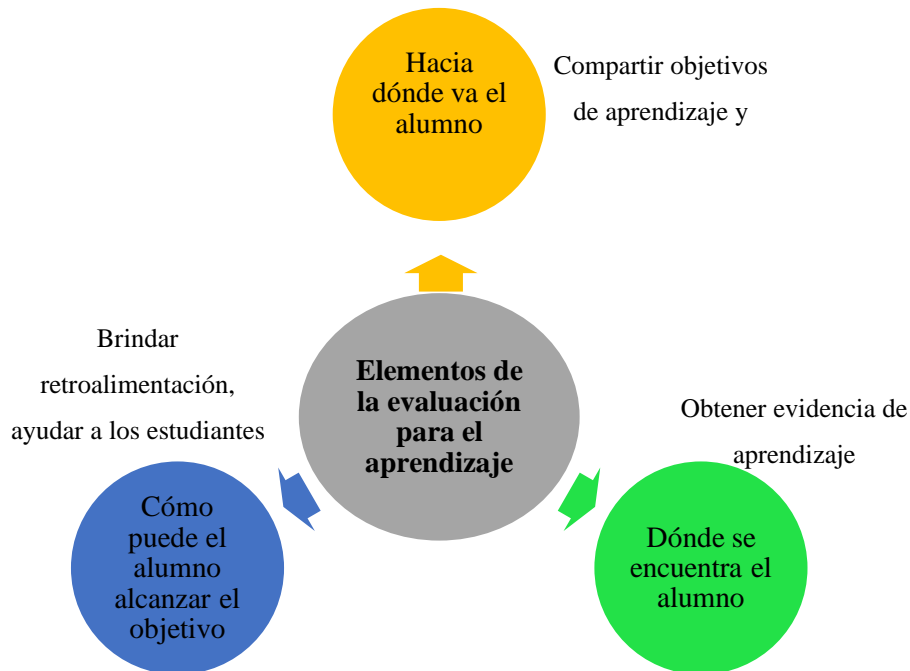 Hacia
dónde va el
alumno
Compartir objetivos
de aprendizaje y
Elementos de
la evaluación
para el
aprendizaje
Brindar
retroalimentación,
ayudar a los estudiantes
Cómo
puede el
alumno
alcanzar el
objetivo
Obtener evidencia de
aprendizaje
Dónde se
encuentra el
alumno